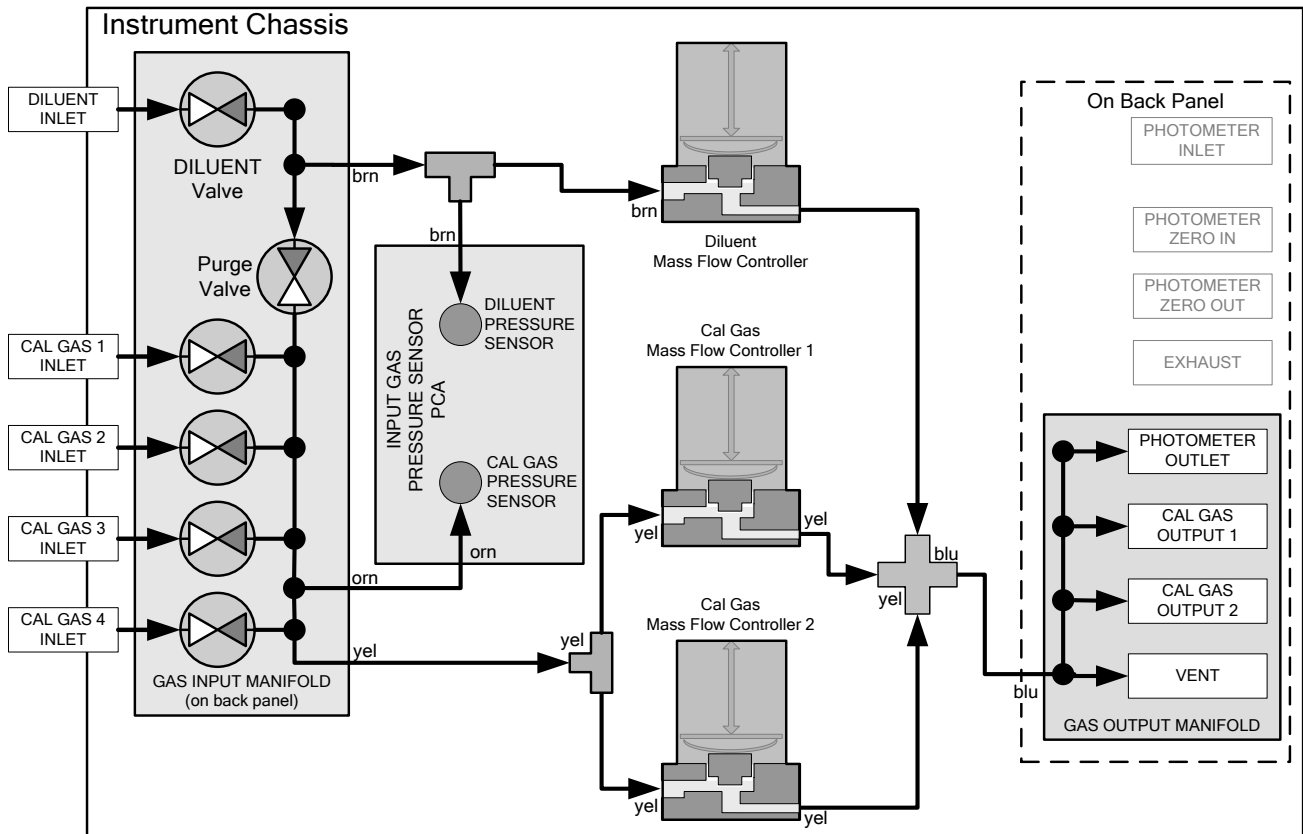 Instrument Chassis
DILUENT
INLET
DILUENT
Valve
Purge
Valve
CAL GAS 1
INLET
CAL GAS 2
INLET
CAL GAS 3
INLET
CAL GAS 4
INLET
GAS INPUT MANIFOLD
(on back panel)
brn
brn
brn
orn
orn
yel
INPUT GAS
PRESSURE SENSOR
PCA
DILUENT
PRESSURE
SENSOR
CAL GAS
PRESSURE
SENSOR
Diluent
Mass Flow Controller
Cal Gas
Mass Flow Controller 1
yel
yel
yel
Cal Gas
Mass Flow Controller 2
yel
yel
yel
blu
blu
On Back Panel
PHOTOMETER
INLET
PHOTOMETER
ZERO IN
PHOTOMETER
ZERO OUT
EXHAUST
PHOTOMETER
OUTLET
CAL GAS
OUTPUT 1
CAL GAS
OUTPUT 2
VENT
GAS OUTPUT MANIFOLD